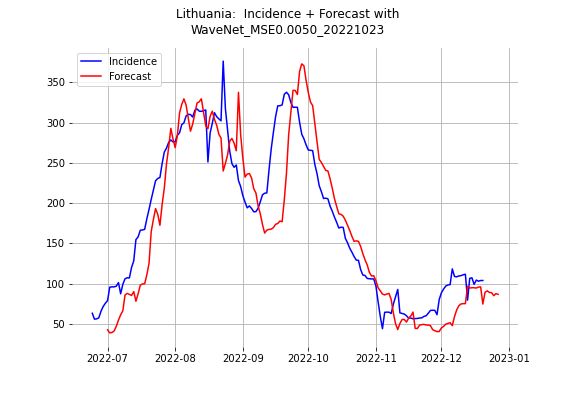 Lithuania:  Incidence + Forecast with
WaveNet_MSE0.0050_20221023
Incidence
Forecast
350
300
250
200
150
100
50
2022-07 2022-08 2022-09 2022-10 2022-11 2022-12 2023-01